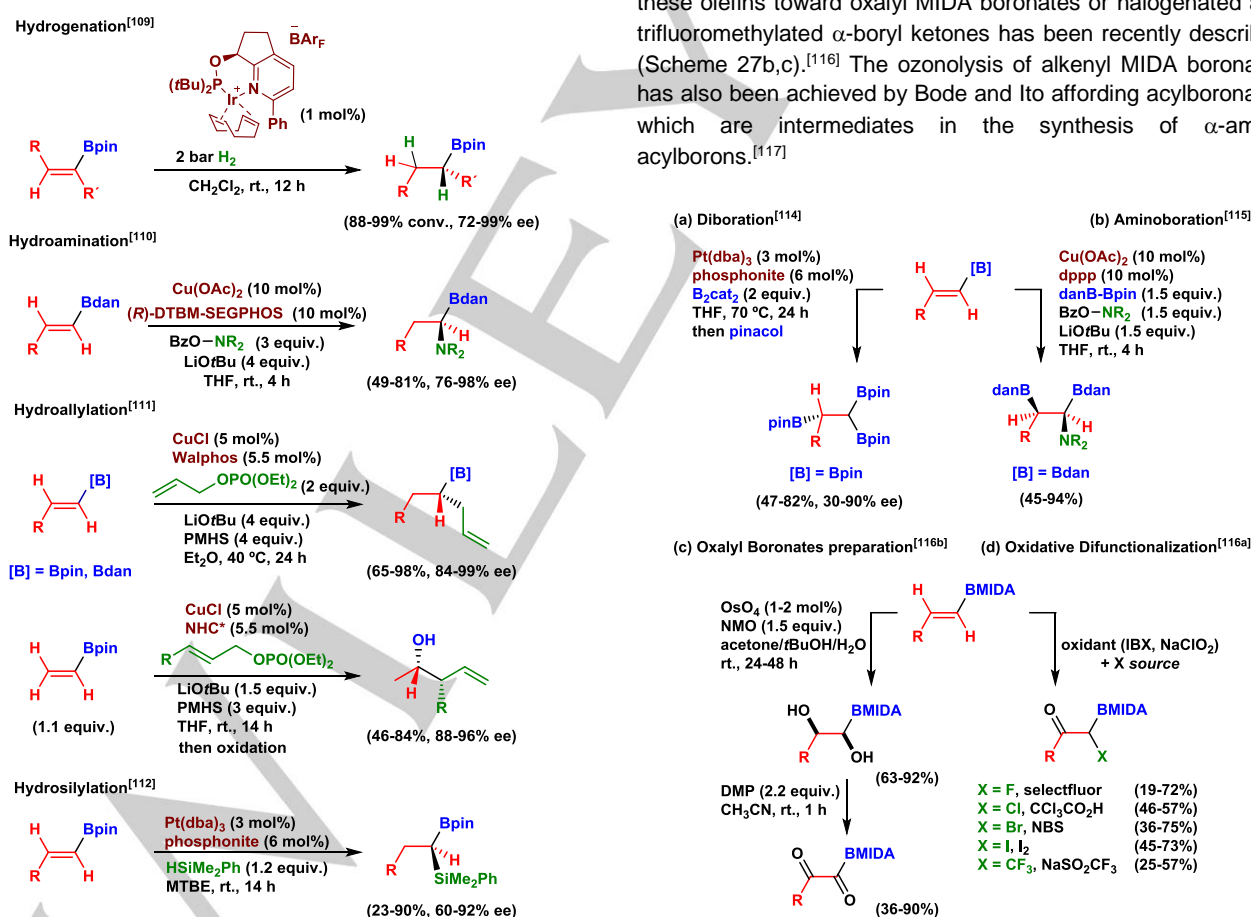 Hydrogenation[109]
BArF
O
(tBu)2P
Ir+
N
Ph
(1 mol%)
R
Bpin
H
R´
2 bar H2
CH2Cl2, rt., 12 h
H
Bpin
H
R
H
R´
(88-99% conv., 72-99% ee)
Hydroamination[110]
H
Bdan
R
H
Cu(OAc)2 (10 mol%)
(R)-DTBM-SEGPHOS (10 mol%)
BzO−NR2 (3 equiv.)
LiOtBu (4 equiv.)
THF, rt., 4 h
Bdan
R
H
NR2
(49-81%, 76-98% ee)
Hydroallylation[111]
H
[B]
R
H
[B] = Bpin, Bdan
CuCl (5 mol%)
Walphos (5.5 mol%)
OPO(OEt)2 (2 equiv.)
LiOtBu (4 equiv.)
PMHS (4 equiv.)
Et2O, 40 ºC, 24 h
[B]
R
H
(65-98%, 84-99% ee)
H
Bpin
H
H
(1.1 equiv.)
CuCl (5 mol%)
NHC* (5.5 mol%)
R
OPO(OEt)2
LiOtBu (1.5 equiv.)
PMHS (3 equiv.)
THF, rt., 14 h
then oxidation
OH
H
R
(46-84%, 88-96% ee)
Hydrosilylation[112]
H
Bpin
R
H
Pt(dba)3 (3 mol%)
phosphonite (6 mol%)
HSiMe2Ph (1.2 equiv.)
MTBE, rt., 14 h
Bpin
R
H
SiMe2Ph
(23-90%, 60-92% ee)
these olefins toward oxalyl MIDA boronates or halogenated
trifluoromethylated α-boryl ketones has been recently
(Scheme 27b,c).[116] The ozonolysis of alkenyl MIDA
has also been achieved by Bode and Ito affording
which are intermediates in the synthesis of
acylborons.[117]
(a) Diboration[114]
(b) Aminoboration[115]
Pt(dba)3 (3 mol%)
phosphonite (6 mol%)
B2cat2 (2 equiv.)
THF, 70 ºC, 24 h
then pinacol
H
[B]
R
H
Cu(OAc)2 (10 mol%)
dppp (10 mol%)
danB-Bpin (1.5 equiv.)
BzO−NR2 (1.5 equiv.)
LiOtBu (1.5 equiv.)
THF, rt., 4 h
H
Bpin
pinB
R
Bpin
[B] = Bpin
(47-82%, 30-90% ee)
danB
Bdan
H
H
R
NR2
[B] = Bdan
(45-94%)
(c) Oxalyl Boronates preparation[116b]
(d) Oxidative Difunctionalization[116a]
OsO4 (1-2 mol%)
NMO (1.5 equiv.)
acetone/tBuOH/H2O
rt., 24-48 h
H
BMIDA
R
H
oxidant (IBX, NaClO2)
+ X source
HO
BMIDA
R
OH
(63-92%)
DMP (2.2 equiv.)
CH3CN, rt., 1 h
O
BMIDA
R
O
(36-90%)
O
BMIDA
R
X
X = F, selectfluor (19-72%)
X = Cl, CCl3CO2H (46-57%)
X = Br, NBS (36-75%)
X = I, I2 (45-73%)
X = CF3, NaSO2CF3 (25-57%)